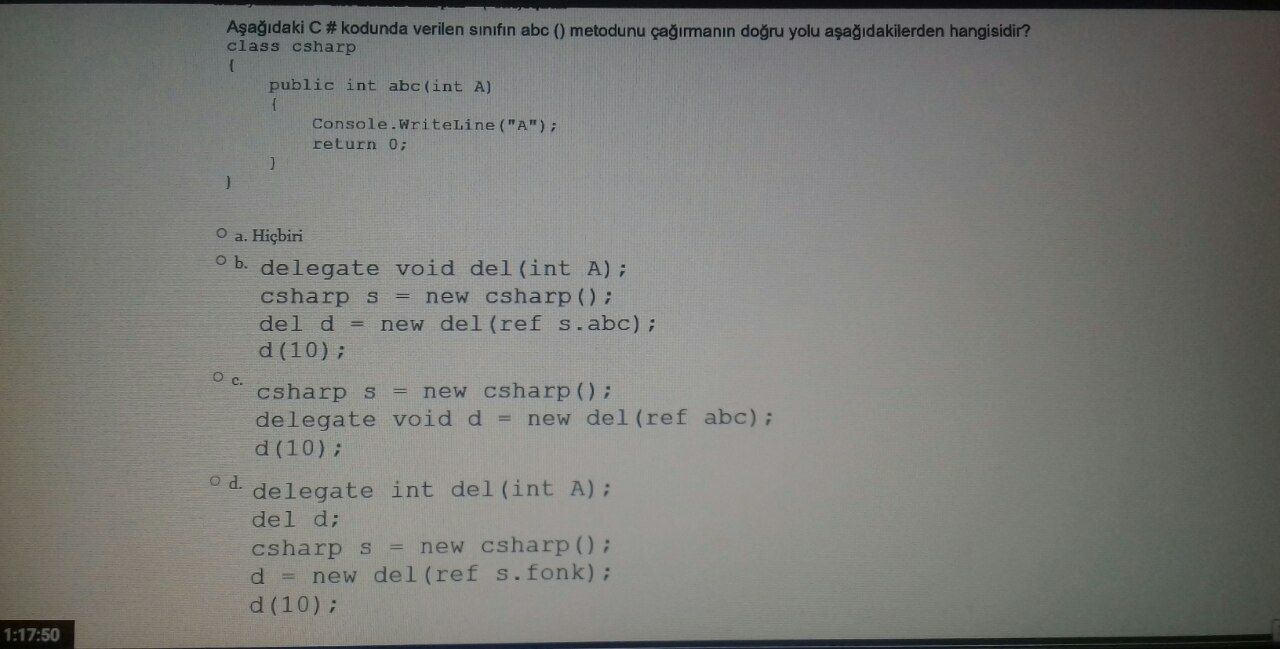 Aşağıdaki C # kodunda verilen sınıfın abc () metodunu çağırmanın doğru yolu aşağıdakilerden hangisidir?
class csharp
{
public int abc(int A)
{
Console.WriteLine("A");
return 0;
}
}
a. Hiçbiri
b. delegate void del(int A);
csharp s = new csharp();
del d = new del(ref s.abc);
d(10);
c. csharp s = new csharp();
delegate void d = new del(ref abc);
d(10);
d. delegate int del(int A);
del d;
csharp s = new csharp();
d = new del(ref s.fonk);
d(10);
1:17:50